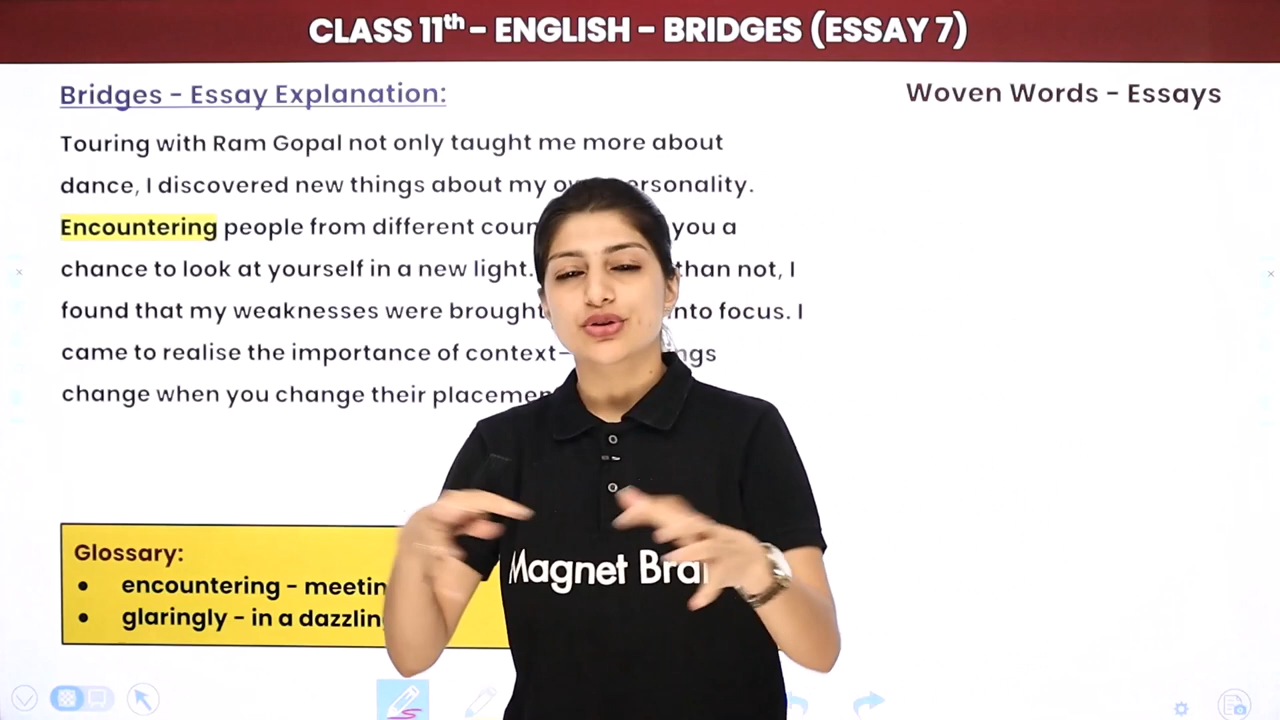 CLASS 11th - ENGLISH - BRIDGES (ESSAY 7)
Bridges - Essay Explanation:
Woven Words - Essays
Touring with Ram Gopal not only taught me more about
dance, I discovered new things about my
Encountering people from different you a
chance to look at yourself in a new light. than not, I
found that my weaknesses were brought into focus. I
came to realise the importance of context-
change when you change their
Glossary:
• encountering -
• glaringly - in a
Magnet